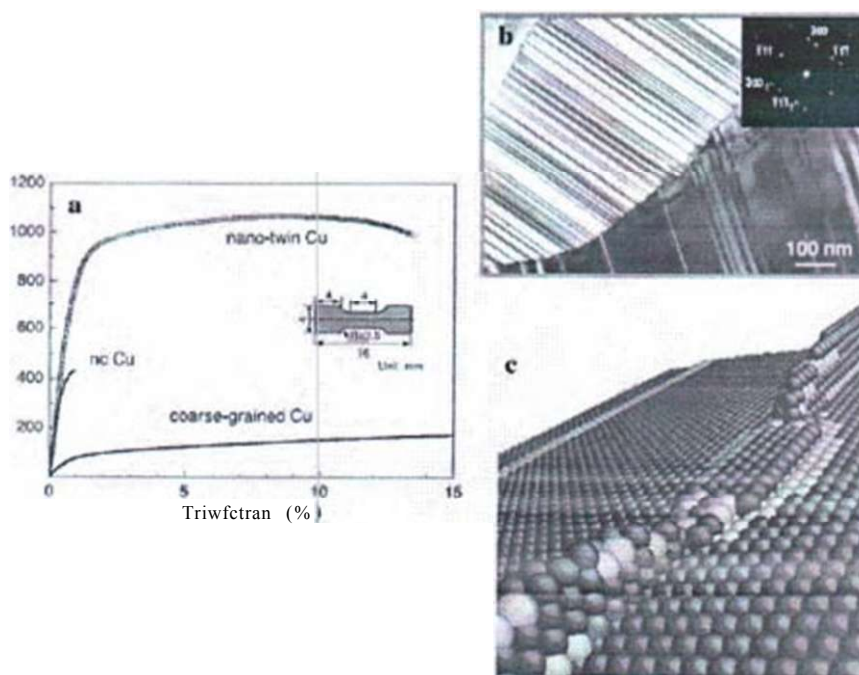 a
1200
1000
800
600
400
200
0
0 5 10 15
nano-twin Cu
nc Cu
coarse-grained Cu
16
Unit: mm
Triwfctran (%)
b
100 nm
c